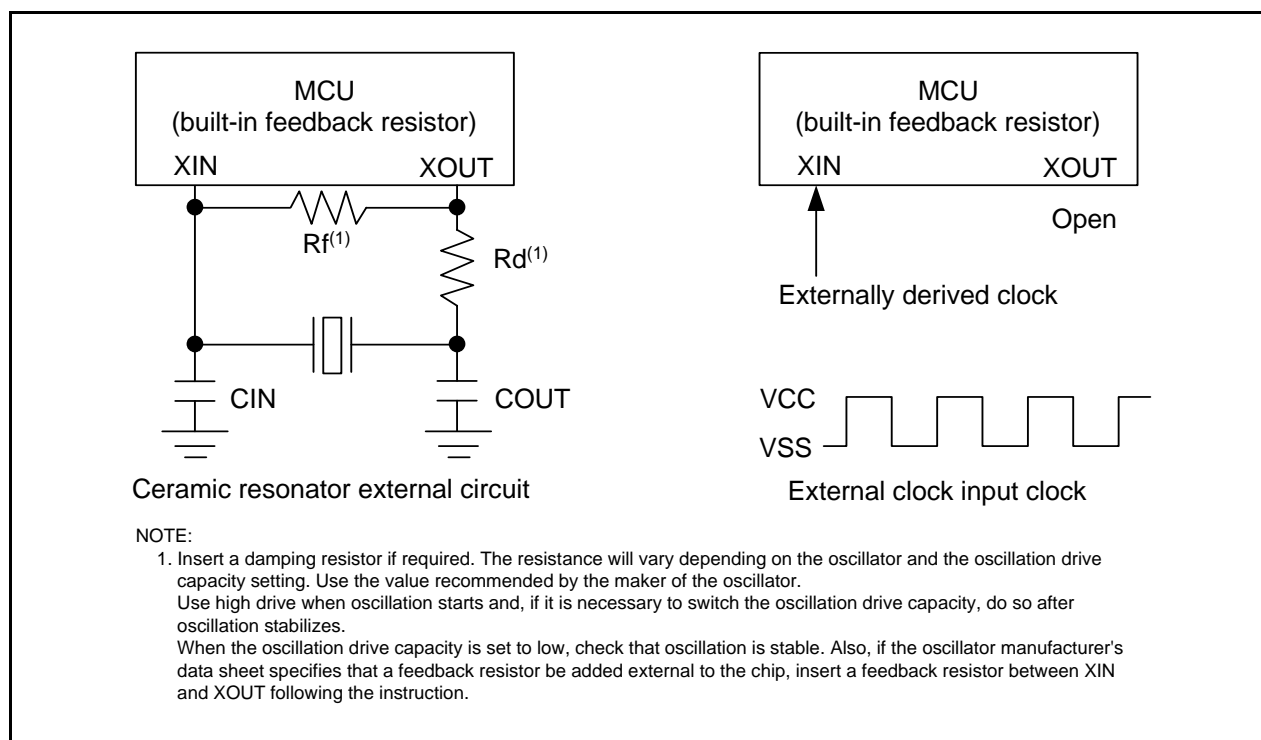 MCU
(built-in feedback resistor)
XIN
XOUT
Rf(1)
Rd(1)
CIN
COUT
Ceramic resonator external circuit
MCU
(built-in feedback resistor)
XIN
XOUT
Open
Externally derived clock
VCC
VSS
External clock input clock
NOTE:
1. Insert a damping resistor if required. The resistance will vary depending on the oscillator and the oscillation drive
capacity setting. Use the value recommended by the maker of the oscillator.
Use high drive when oscillation starts and, if it is necessary to switch the oscillation drive capacity, do so after
oscillation stabilizes.
When the oscillation drive capacity is set to low, check that oscillation is stable. Also, if the oscillator manufacturer's
data sheet specifies that a feedback resistor be added external to the chip, insert a feedback resistor between XIN
and XOUT following the instruction.